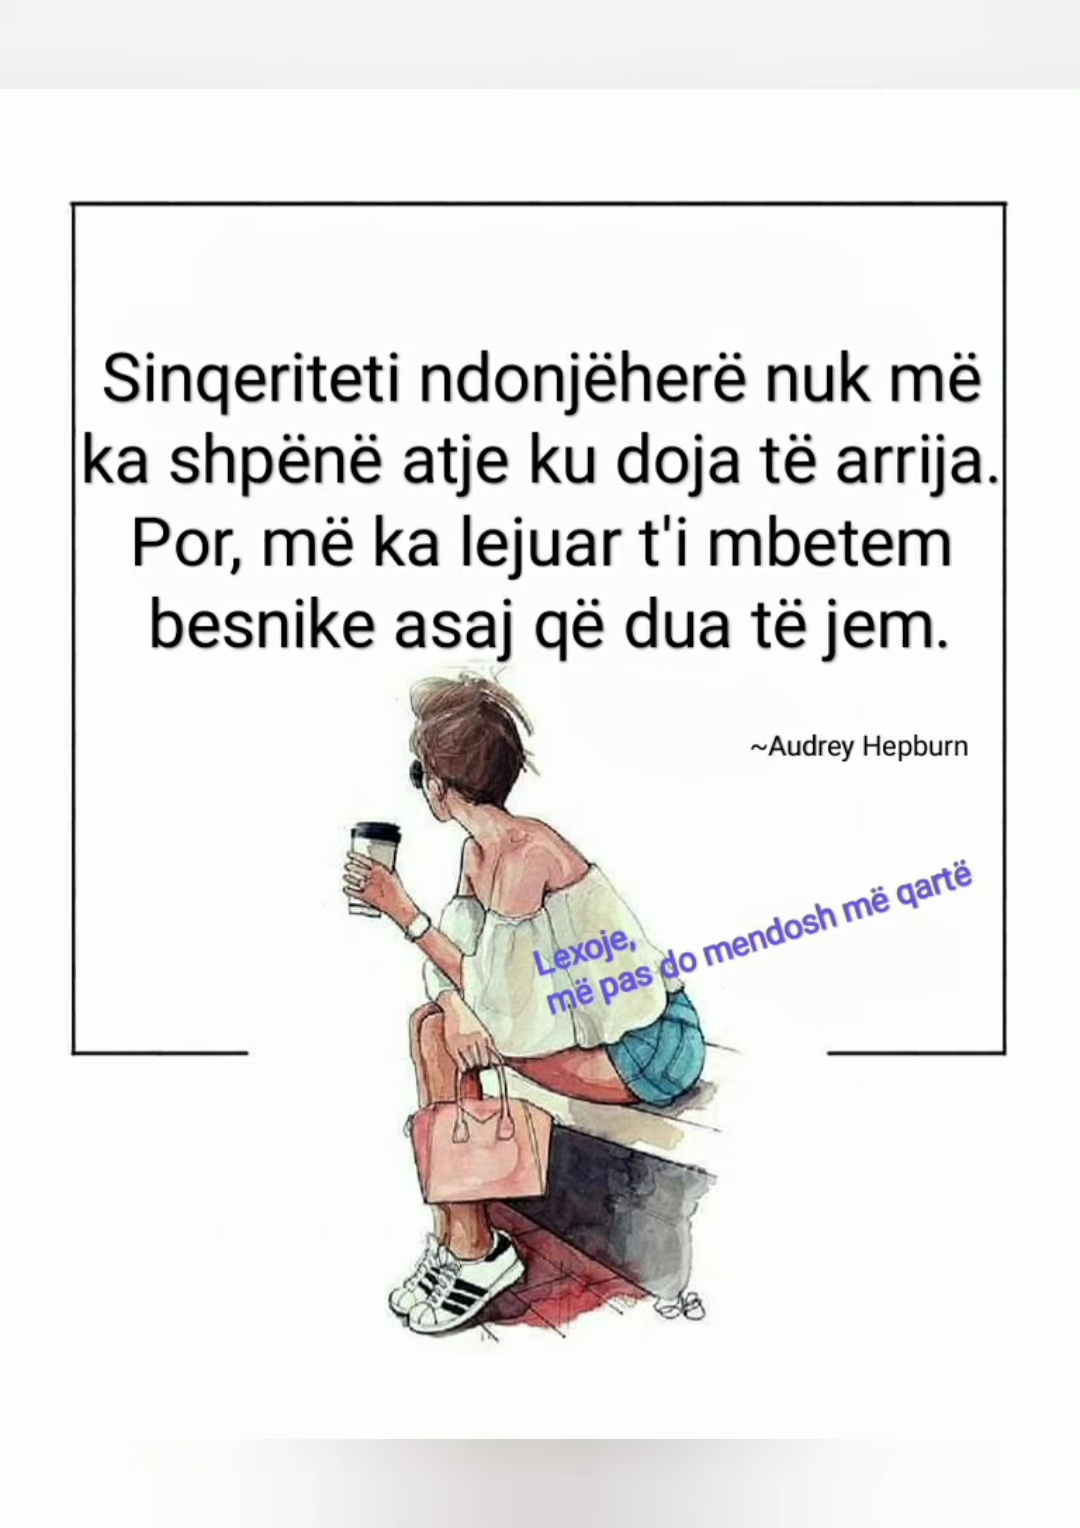 Sinqeriteti ndonjëherë nuk më
ka shpënë atje ku doja të arrija.
Por, më ka lejuar t'i mbetem
besnike asaj që dua të jem.
~Audrey Hepburn
Lexoje,
më pas do mendosh më qartë